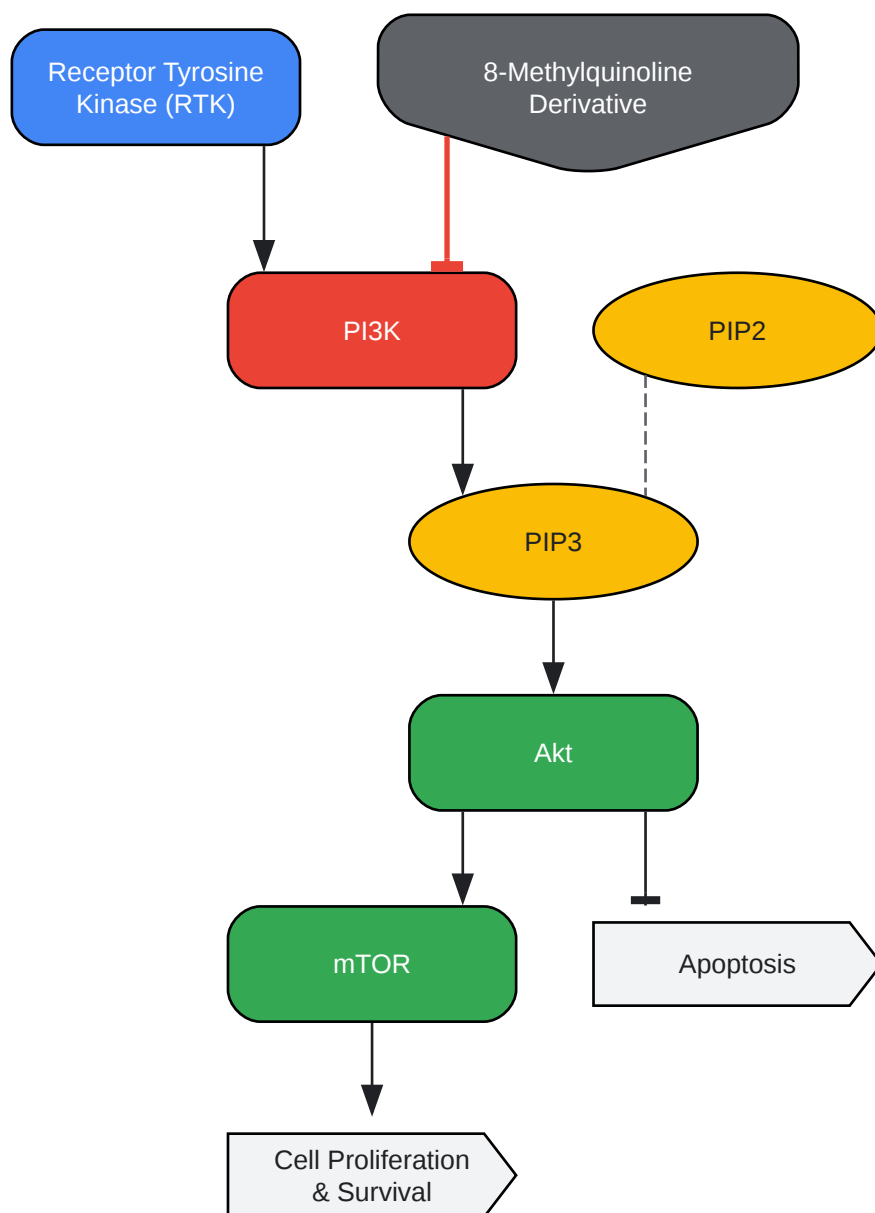 Receptor Tyrosine
Kinase (RTK)
8-Methylquinoline
Derivative
PI3K
PIP2
PIP3
Akt
mTOR
Apoptosis
Cell Proliferation
& Survival